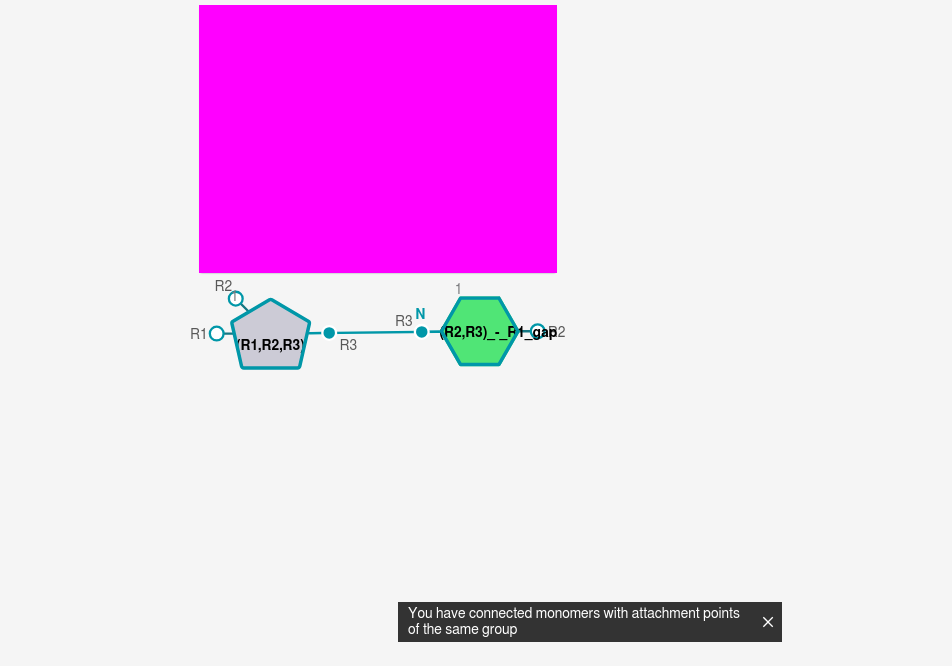 R2
1
R1
(R1,R2,R3)
R3
R3
N
1
(R2,R3)_-_R1_gap
R2
You have connected monomers with attachment points
of the same group